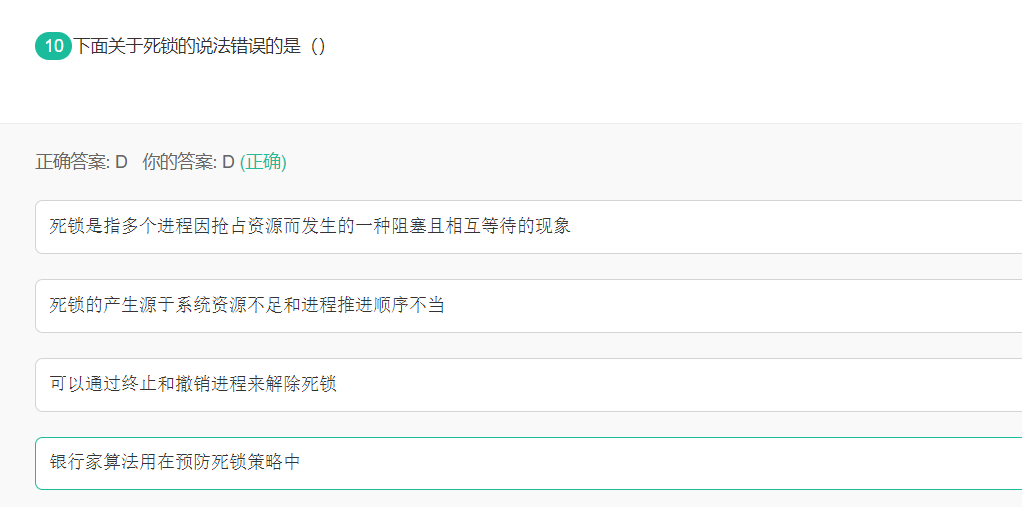 10 下面关于死锁的说法错误的是（）
正确答案: D 你的答案: D (正确)
死锁是指多个进程因抢占资源而发生的一种阻塞且相互等待的现象
死锁的产生源于系统资源不足和进程推进顺序不当
可以通过终止和撤销进程来解除死锁
银行家算法用在预防死锁策略中